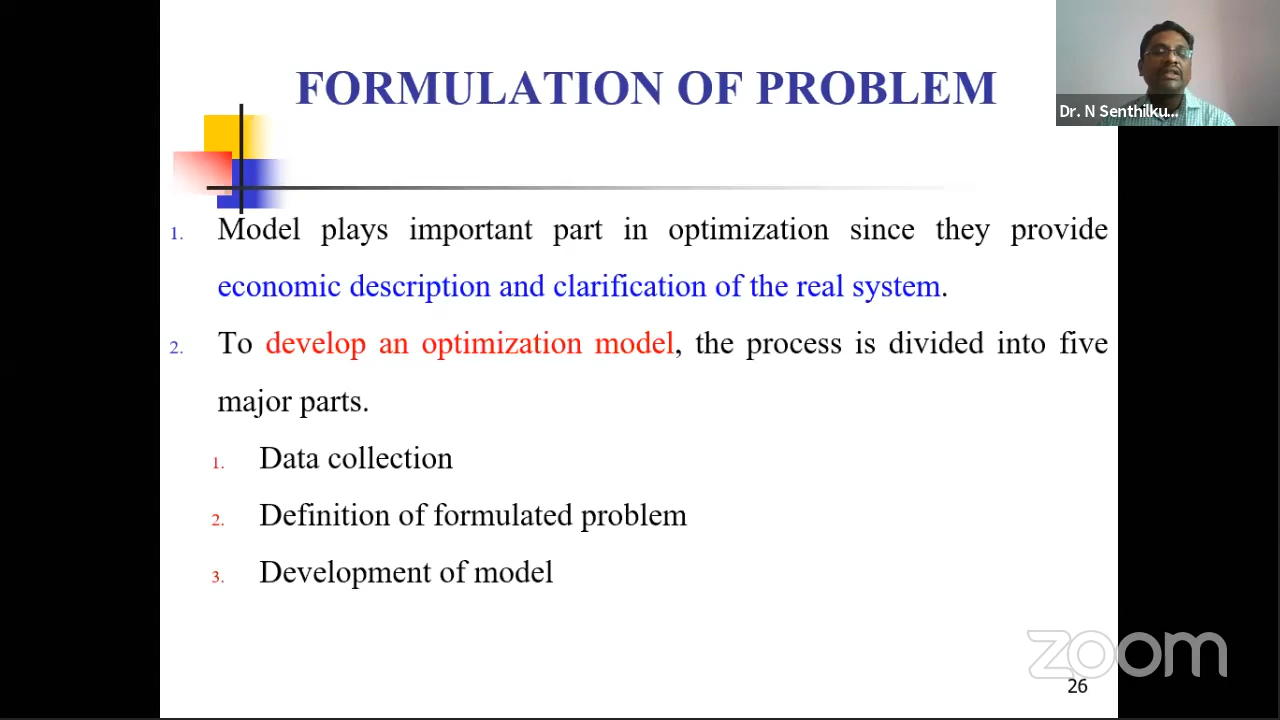 FORMULATION OF PROBLEM
Dr. N Senthilku...
1. Model plays important part in optimization since they provide
economic description and clarification of the real system.
2. To develop an optimization model, the process is divided into five
major parts.
1. Data collection
2. Definition of formulated problem
3. Development of model
zoom
26